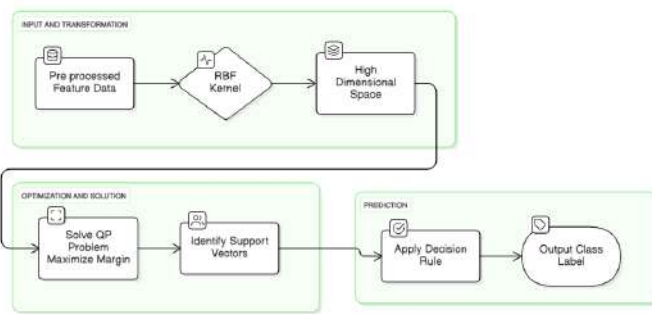 INPUT AND TRANSFORMATION
Pre processed
Feature Data
RBF
Kernel
High
Dimensional
Space
OPTIMIZATION AND SOLUTION
Solve QP
Problem
Maximize Margin
Identify Support
Vectors
PREDICTION
Apply Decision
Rule
Output Class
Label